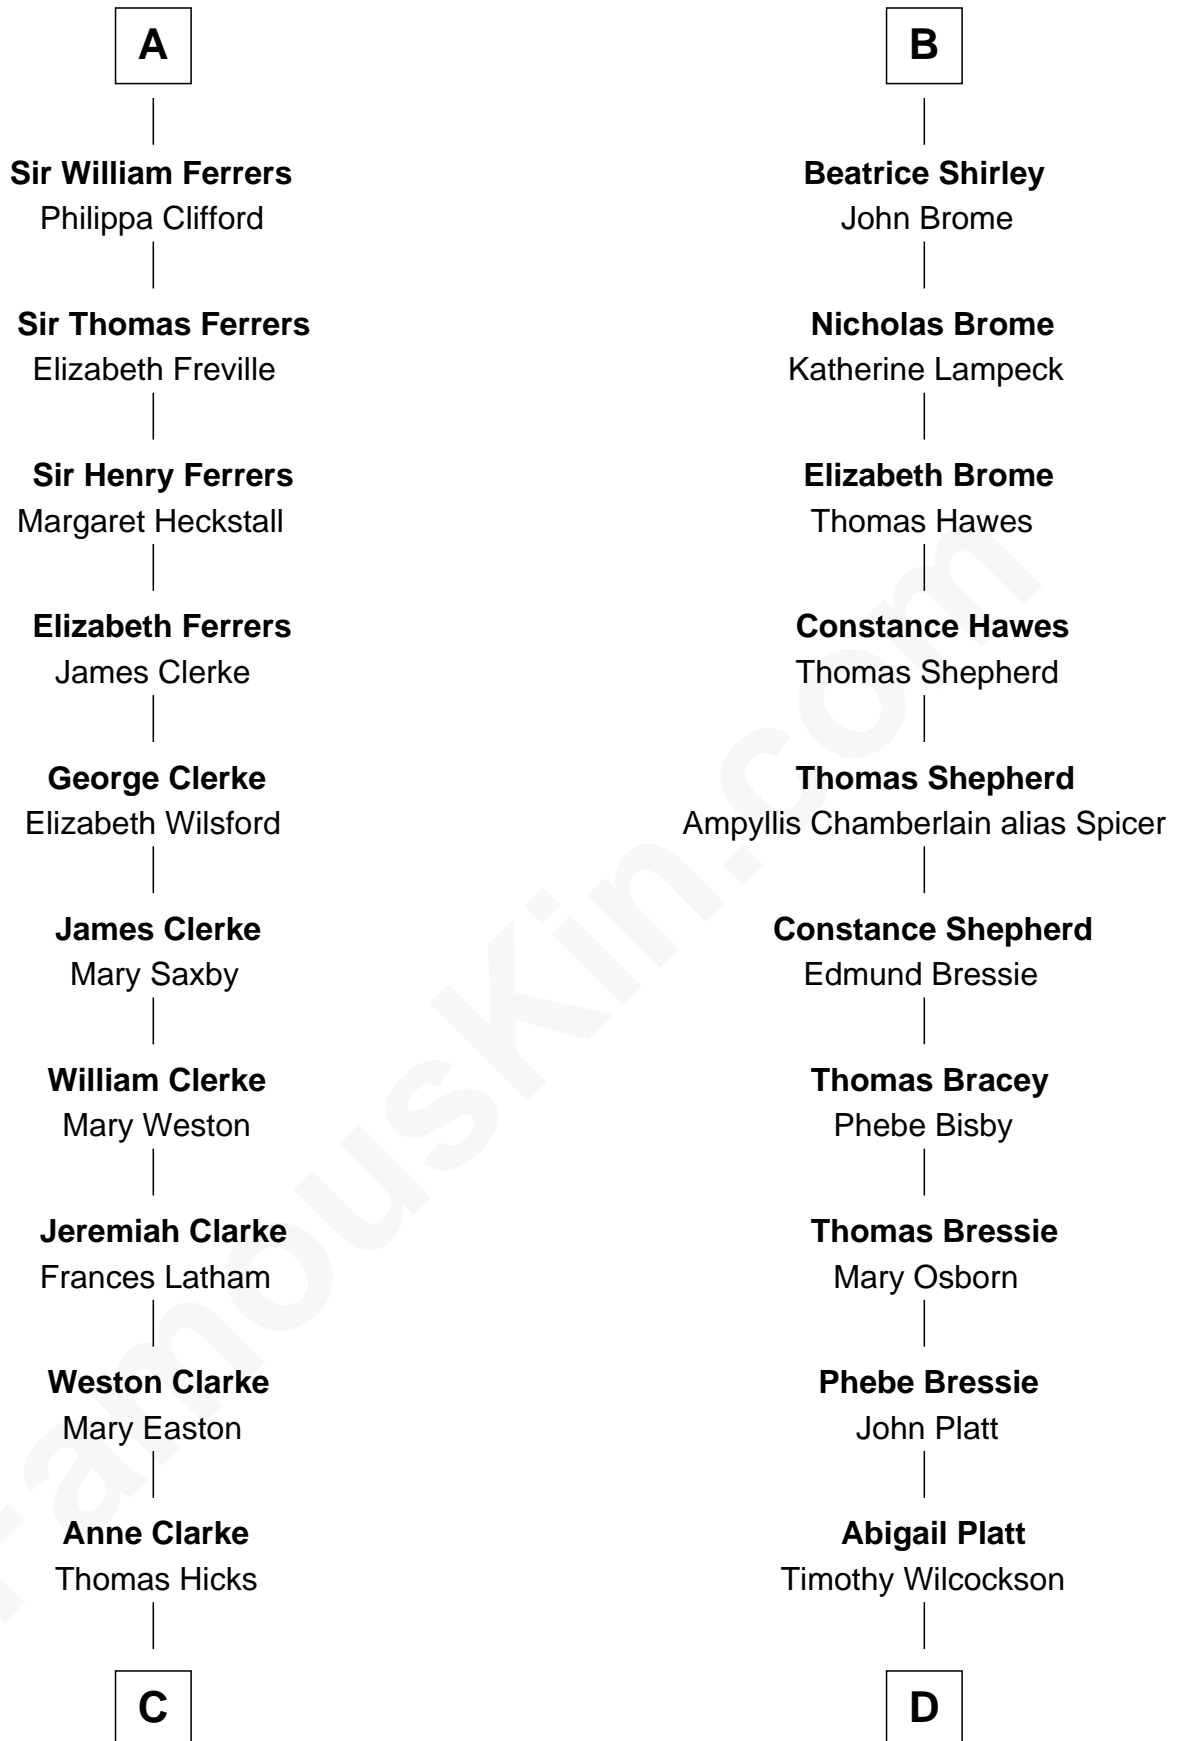 A
Sir William Ferrers
Philippa Clifford
Sir Thomas Ferrers
Elizabeth Freville
Sir Henry Ferrers
Margaret Heckstall
Elizabeth Ferrers
James Clerke
George Clerke
Elizabeth Wilsford
James Clerke
Mary Saxby
William Clerke
Mary Weston
Jeremiah Clarke
Frances Latham
Weston Clarke
Mary Easton
Anne Clarke
Thomas Hicks
C
B
Beatrice Shirley
John Brome
Nicholas Brome
Katherine Lampeck
Elizabeth Brome
Thomas Hawes
Constance Hawes
Thomas Shepherd
Thomas Shepherd
Ampyllis Chamberlain alias Spicer
Constance Shepherd
Edmund Bressie
Thomas Bracey
Phebe Bisby
Thomas Bressie
Mary Osborn
Phebe Bressie
John Platt
Abigail Platt
Timothy Wilcockson
D
FamousKin.com